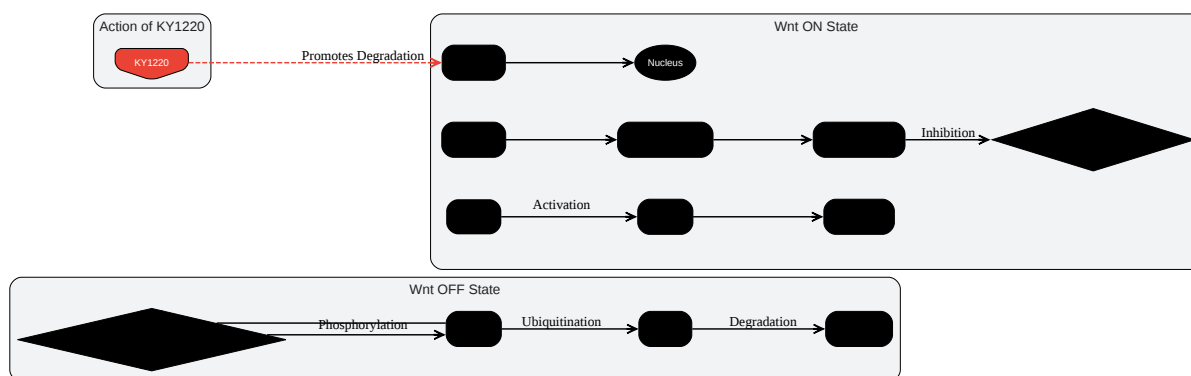 Action of KY1220
KY1220
Promotes Degradation
Wnt ON State
Nucleus
Inhibition
Activation
Wnt OFF State
Phosphorylation
Ubiquitination
Degradation